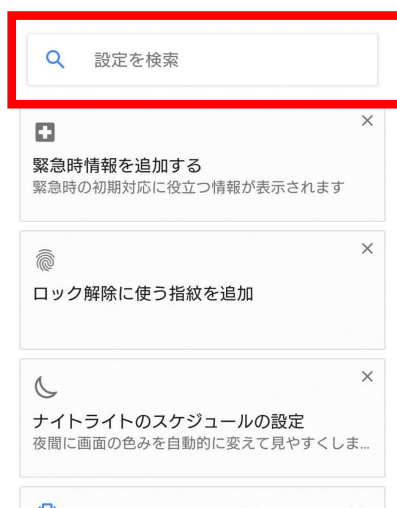 設定を検索
緊急時情報を追加する
緊急時の初期対応に役立つ情報が表示されます
ロック解除に使う指紋を追加
ナイトライトのスケジュールの設定
夜間に画面の色みを自動的に変えて見やすくしま...